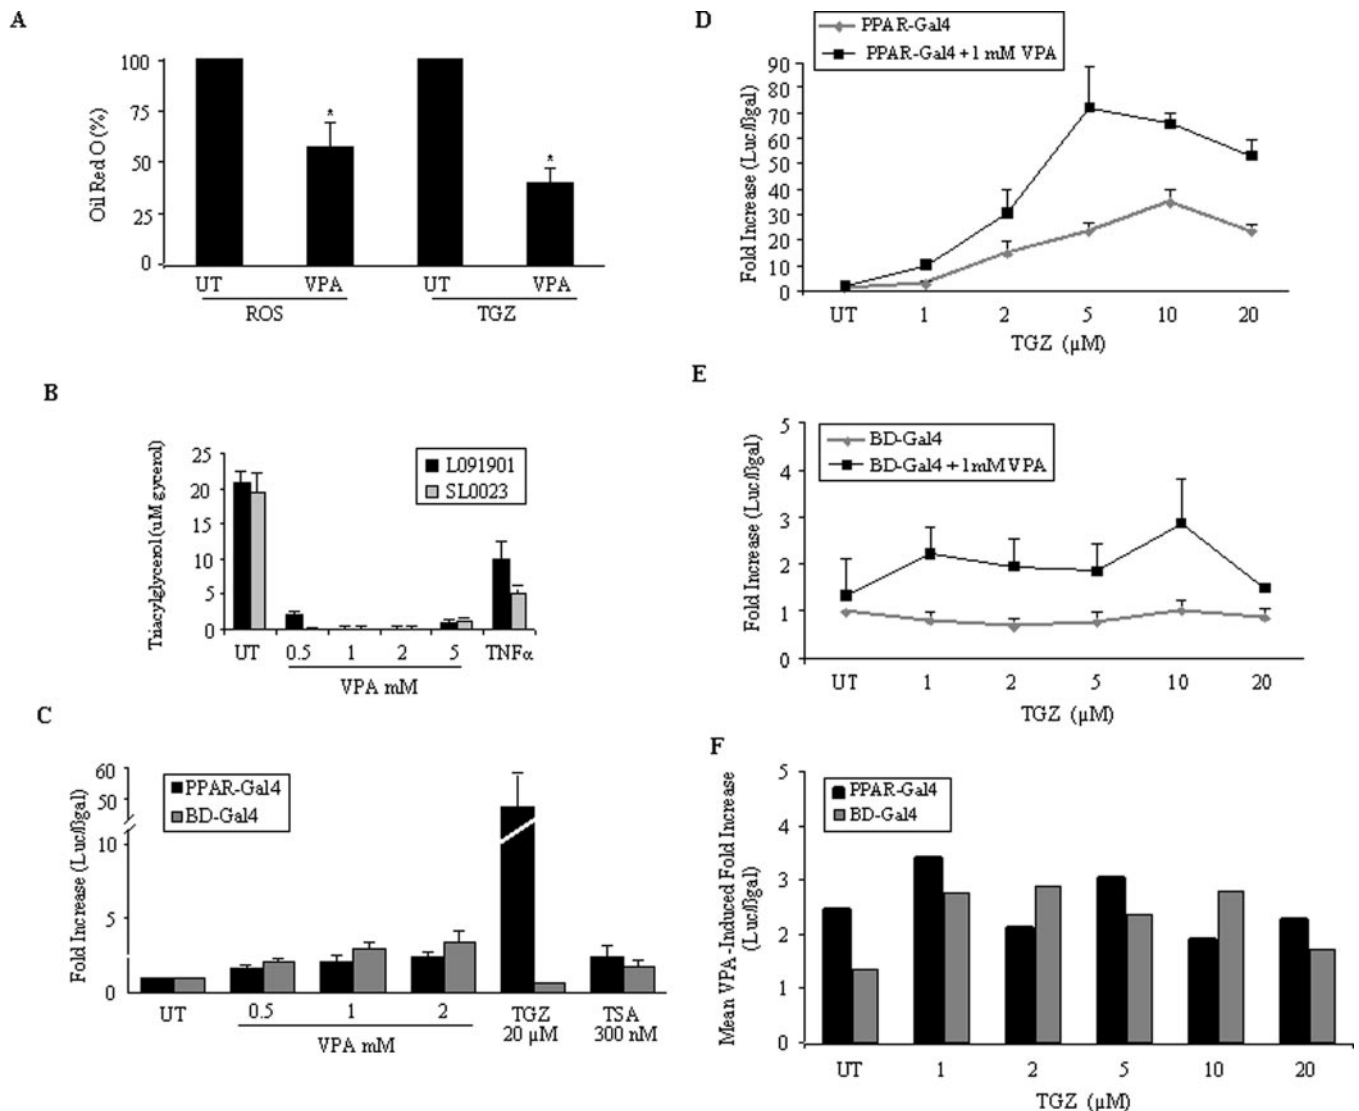 A
Oil Red O (%)
100
75
50
25
0
*
*
UT VPA UT VPA
ROS TGZ
B
Triacylglycerol (uM gycerol)
25
20
15
10
5
0
L091901
SL0023
UT 0.5 1 2 5 TNFα
VPA mM
C
Fold Increase (Luc/βgal)
60
50
10
5
0
PPAR-Gal4
BD-Gal4
UT 0.5 1 2 TGZ TSA
20 μM 300 nM
VPA mM
D
PPAR-Gal4
PPAR-Gal4 + 1 mM VPA
Fold Increase (Luc/βgal)
90
80
70
60
50
40
30
20
10
0
UT 1 2 5 10 20
TGZ (μM)
E
BD-Gal4
BD-Gal4 + 1mM VPA
Fold Increase (Luc/βgal)
5
4
3
2
1
0
UT 1 2 5 10 20
TGZ (μM)
F
PPAR-Gal4
BD-Gal4
Mean VPA-Induced Fold Increase
(Luc/βgal)
5
4
3
2
1
0
UT 1 2 5 10 20
TGZ (μM)